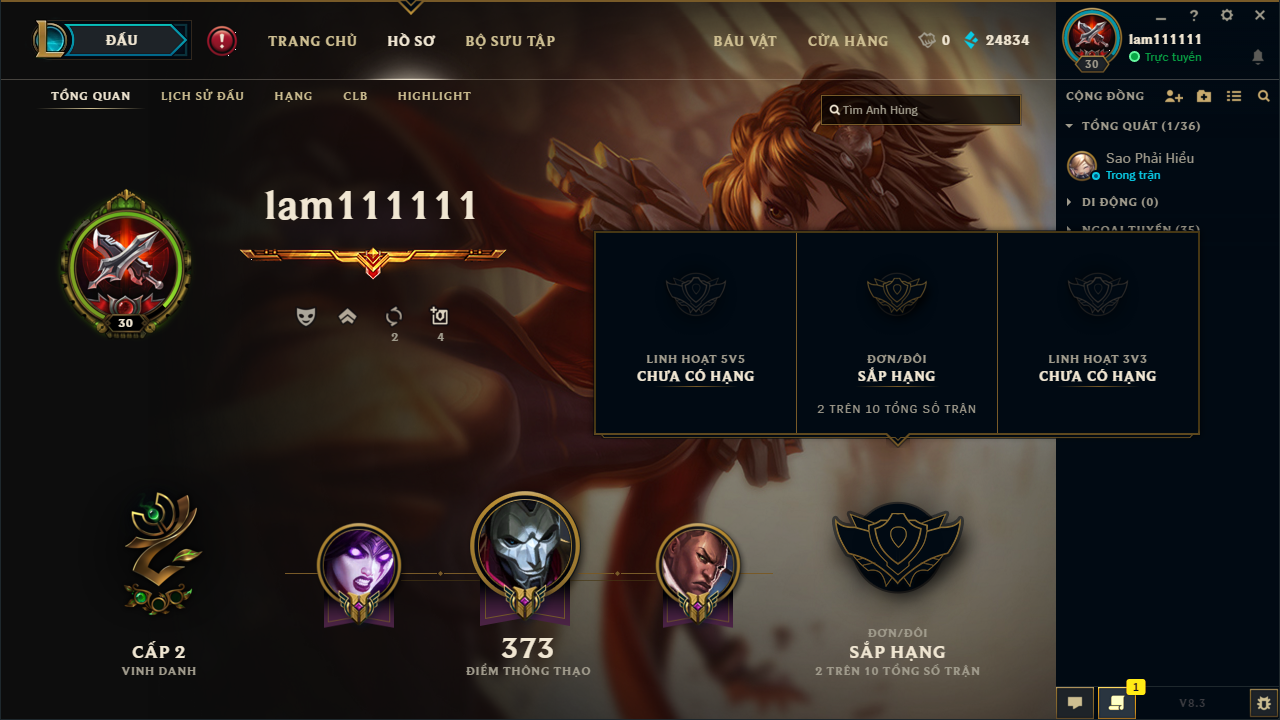 ĐẤU
TRANG CHỦ
HỒ SƠ
BỘ SƯU TẬP
BÁU VẬT
CỬA HÀNG
0
24834
?
lam111111
Trực tuyến
30
TỔNG QUAN
LỊCH SỬ ĐẤU
HẠNG
CLB
HIGHLIGHT
Tìm Anh Hùng
CỘNG ĐỒNG
TỔNG QUÁT (1/36)
Sao Phải Hiểu
Trong trận
DI ĐỘNG (0)
NGOẠI TUYẾN (35)
lam111111
30
2
4
LINH HOẠT 5V5
CHƯA CÓ HẠNG
ĐƠN/ĐÔI
SẮP HẠNG
2 TRÊN 10 TỔNG SỐ TRẬN
LINH HOẠT 3V3
CHƯA CÓ HẠNG
CẤP 2
VINH DANH
373
ĐIỂM THÔNG THẠO
ĐƠN/ĐÔI
SẮP HẠNG
2 TRÊN 10 TỔNG SỐ TRẬN
1
V8.3